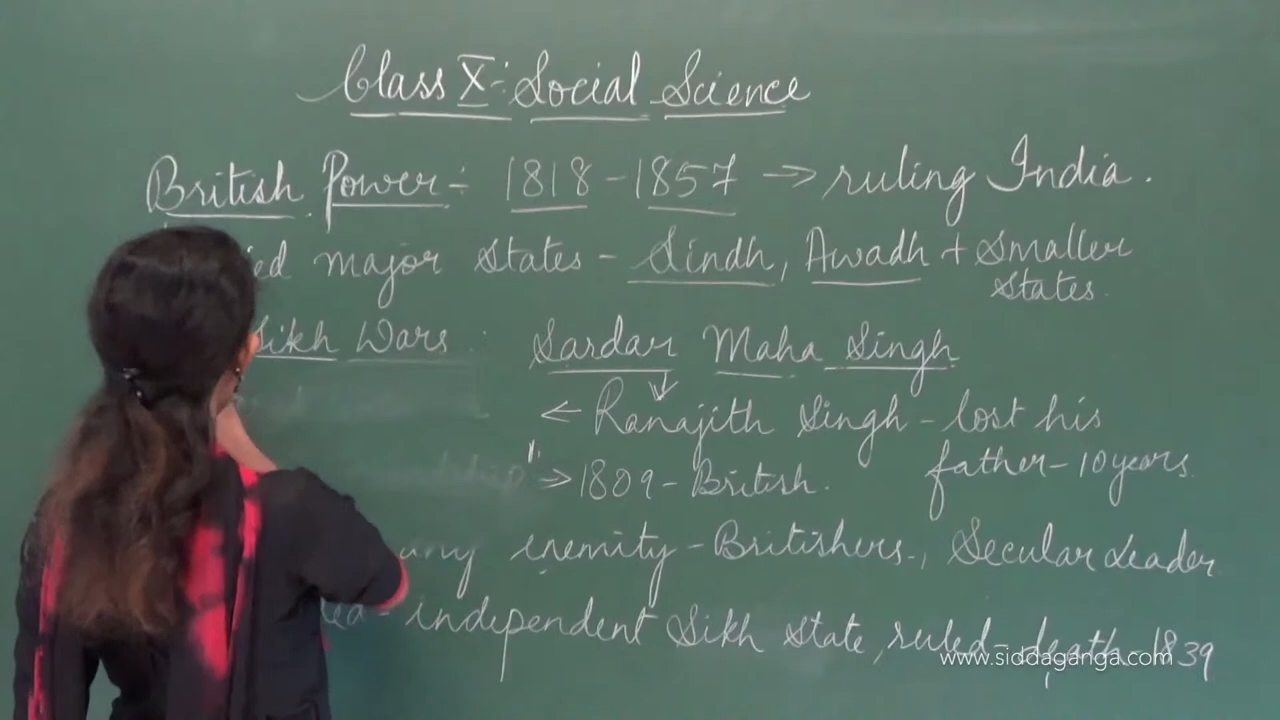 Class X :- Social Science
British Power :- 1818 - 1857 → ruling India.
major States - Sindh, Awadh + Smaller
States.
Sikh Wars : Sardar Maha Singh
← Ranajith Singh - lost his
father - 10 years.
→ 1809 - British.
any enemity - Britishers., Secular Leader
independent Sikh State, ruled - death - 1839
www.siddaganga.com